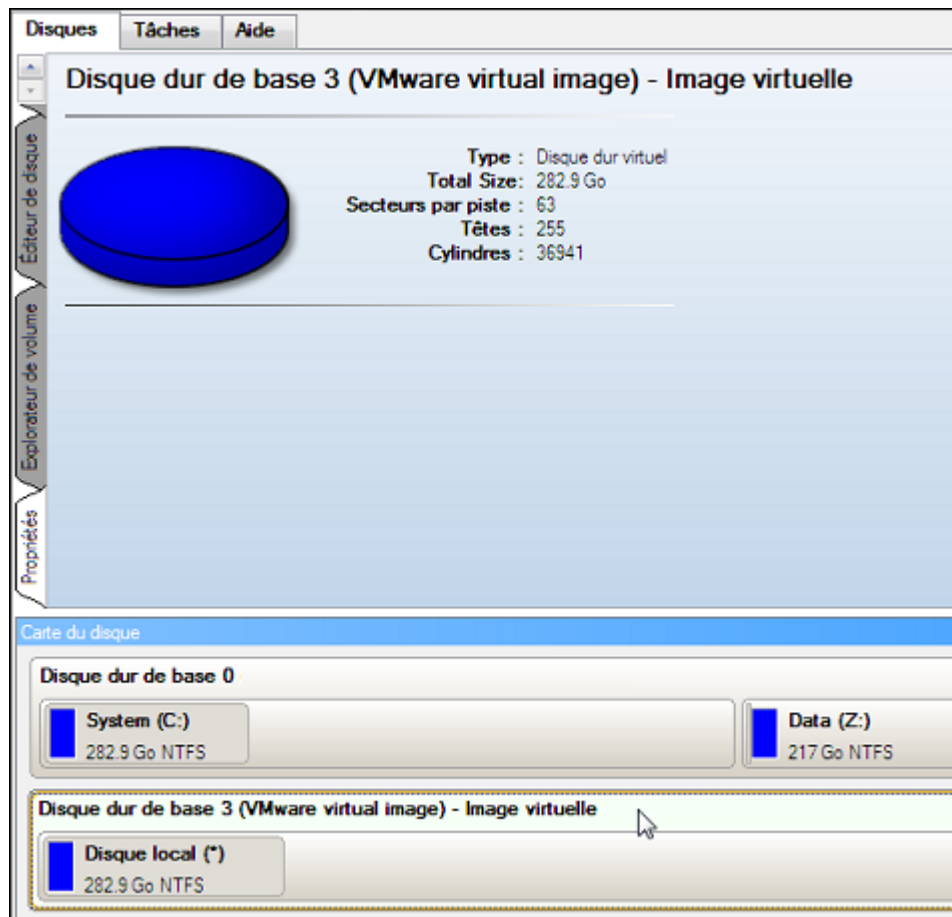 Disques Tâches Aide
Disque dur de base 3 (VMware virtual image) - Image virtuelle
Éditeur de disque
Explorateur de volume
Propriétés
Type : Disque dur virtuel
Total Size: 282.9 Go
Secteurs par piste : 63
Têtes : 255
Cylindres : 36941
Carte du disque
Disque dur de base 0
System (C:)
282.9 Go NTFS
Data (Z:)
217 Go NTFS
Disque dur de base 3 (VMware virtual image) - Image virtuelle
Disque local (*)
282.9 Go NTFS